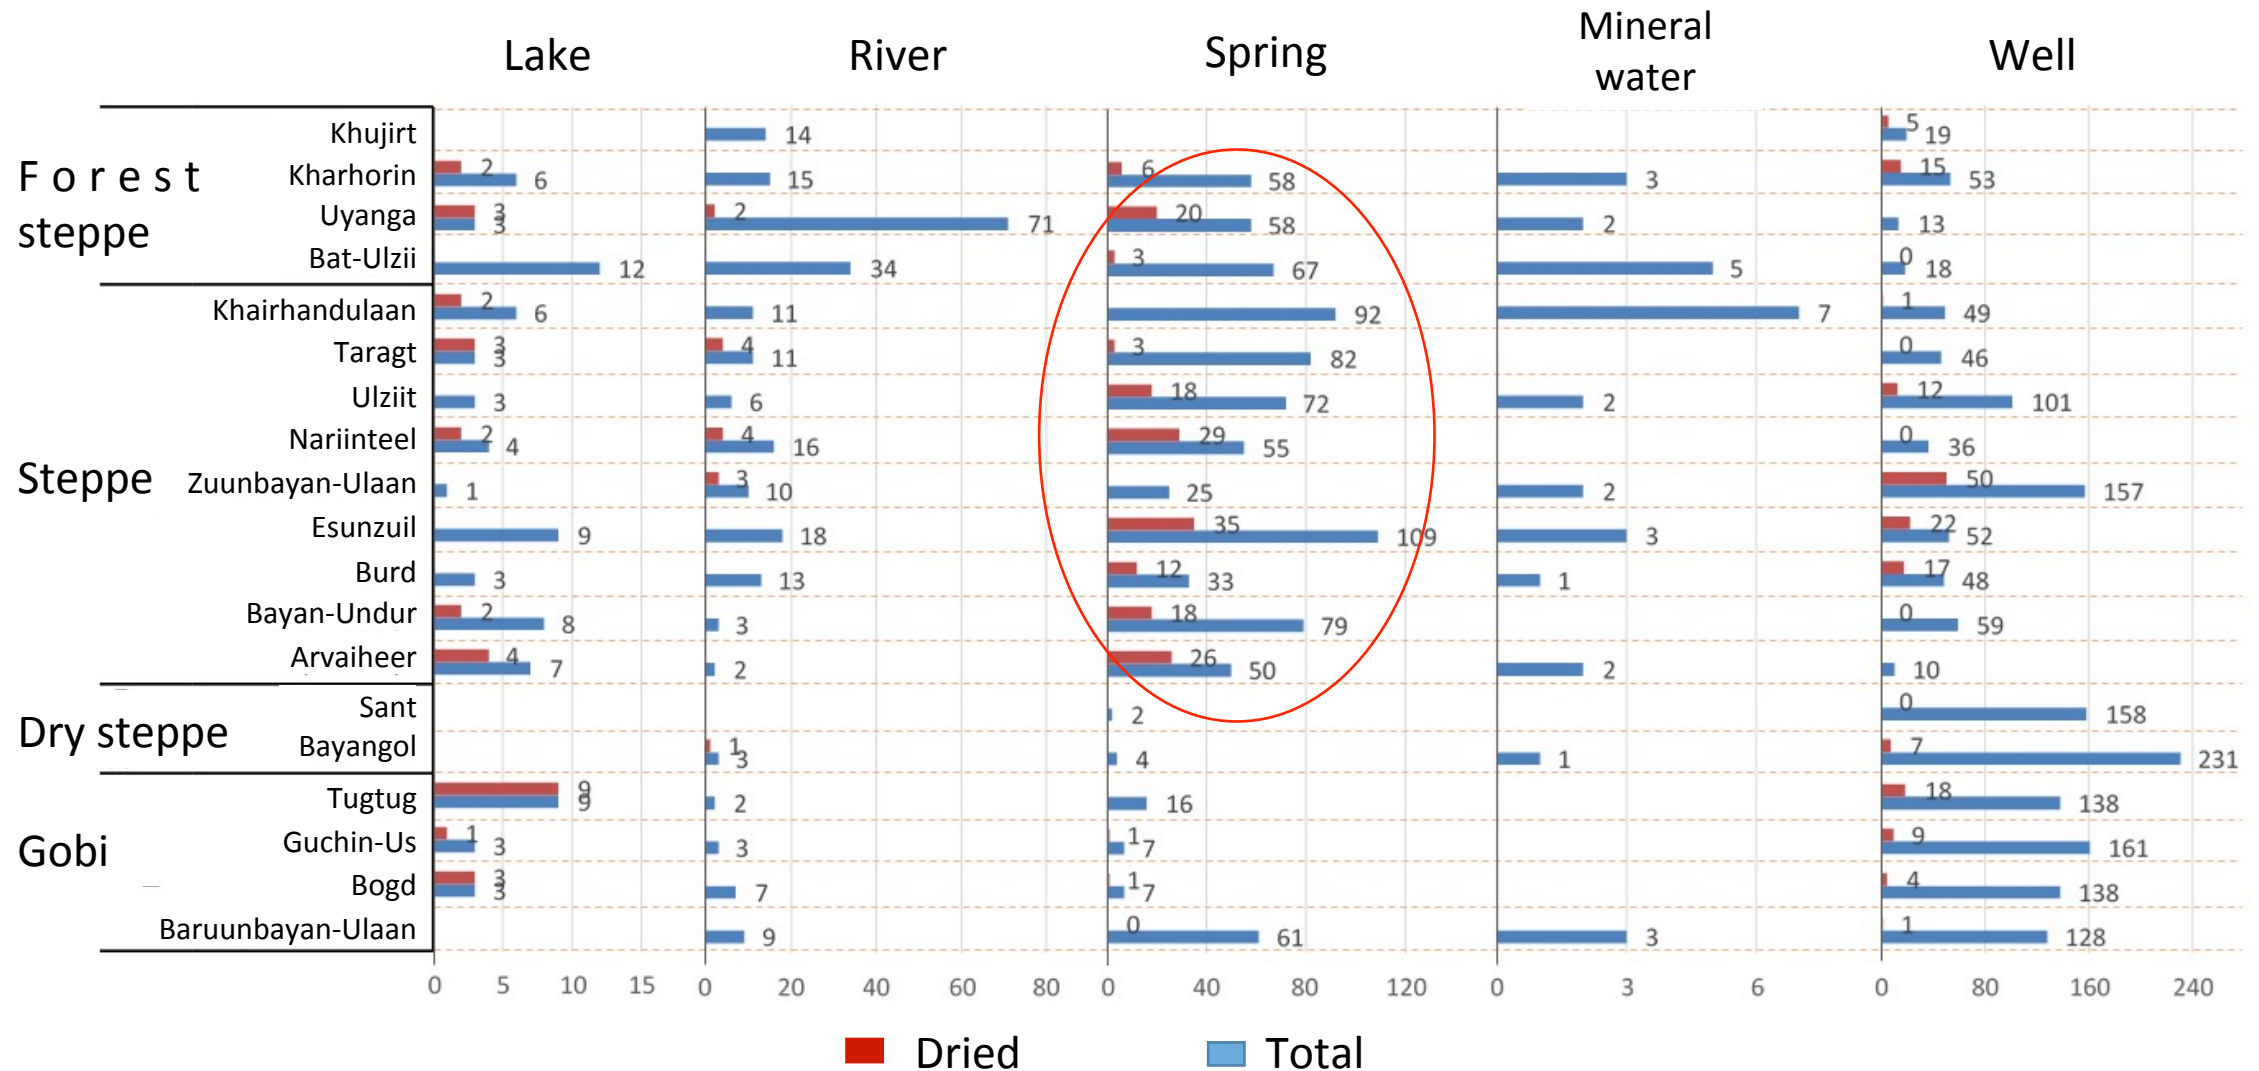 Lake River Spring Mineral water Well
Forest steppe
Khujirt 14 5 19
Kharhorin 2 6 15 6 58 3 15 53
Uyanga 3 3 2 71 20 58 2 13
Bat-Ulzii 12 34 3 67 5 0 18
Steppe
Khairhandulaan 2 6 11 92 7 1 49
Taragt 3 3 4 11 3 82 0 46
Ulziit 3 6 18 72 2 12 101
Nariinteel 2 4 4 16 29 55 0 36
Zuunbayan-Ulaan 1 3 10 25 2 50 157
Esunzuil 9 18 35 109 3 22 52
Burd 3 13 12 33 1 17 48
Bayan-Undur 2 8 3 18 79 0 59
Arvaiheer 4 7 2 26 50 2 10
Dry steppe
Sant 2 0 158
Bayangol 1 3 4 1 7 231
Gobi
Tugtug 9 9 2 16 18 138
Guchin-Us 1 3 3 1 7 9 161
Bogd 3 3 7 1 7 4 138
Baruunbayan-Ulaan 9 0 61 3 1 128
0 5 10 15 0 20 40 60 80 0 40 80 120 0 3 6 0 80 160 240
Dried Total